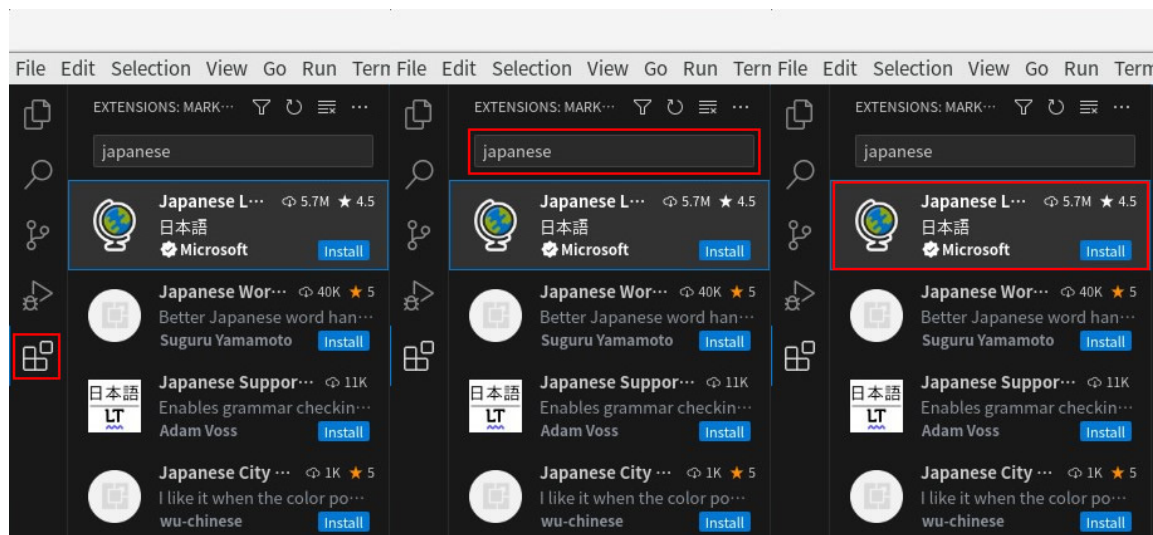 File Edit Selection View Go Run Tern File Edit Selection View Go Run Tern File Edit Selection View Go Run Term
EXTENSIONS: MARK···
japanese
Japanese L··· 5.7M ★ 4.5
日本語
Microsoft Install
Japanese Wor··· 40K ★ 5
Better Japanese word han···
Suguru Yamamoto Install
日本語
LT
Japanese Suppor··· 11K
Enables grammar checkin···
Adam Voss Install
Japanese City ··· 1K ★ 5
I like it when the color po···
wu-chinese Install
EXTENSIONS: MARK···
japanese
Japanese L··· 5.7M ★ 4.5
日本語
Microsoft Install
Japanese Wor··· 40K ★ 5
Better Japanese word han···
Suguru Yamamoto Install
日本語
LT
Japanese Suppor··· 11K
Enables grammar checkin···
Adam Voss Install
Japanese City ··· 1K ★ 5
I like it when the color po···
wu-chinese Install
EXTENSIONS: MARK···
japanese
Japanese L··· 5.7M ★ 4.5
日本語
Microsoft Install
Japanese Wor··· 40K ★ 5
Better Japanese word han···
Suguru Yamamoto Install
日本語
LT
Japanese Suppor··· 11K
Enables grammar checkin···
Adam Voss Install
Japanese City ··· 1K ★ 5
I like it when the color po···
wu-chinese Install